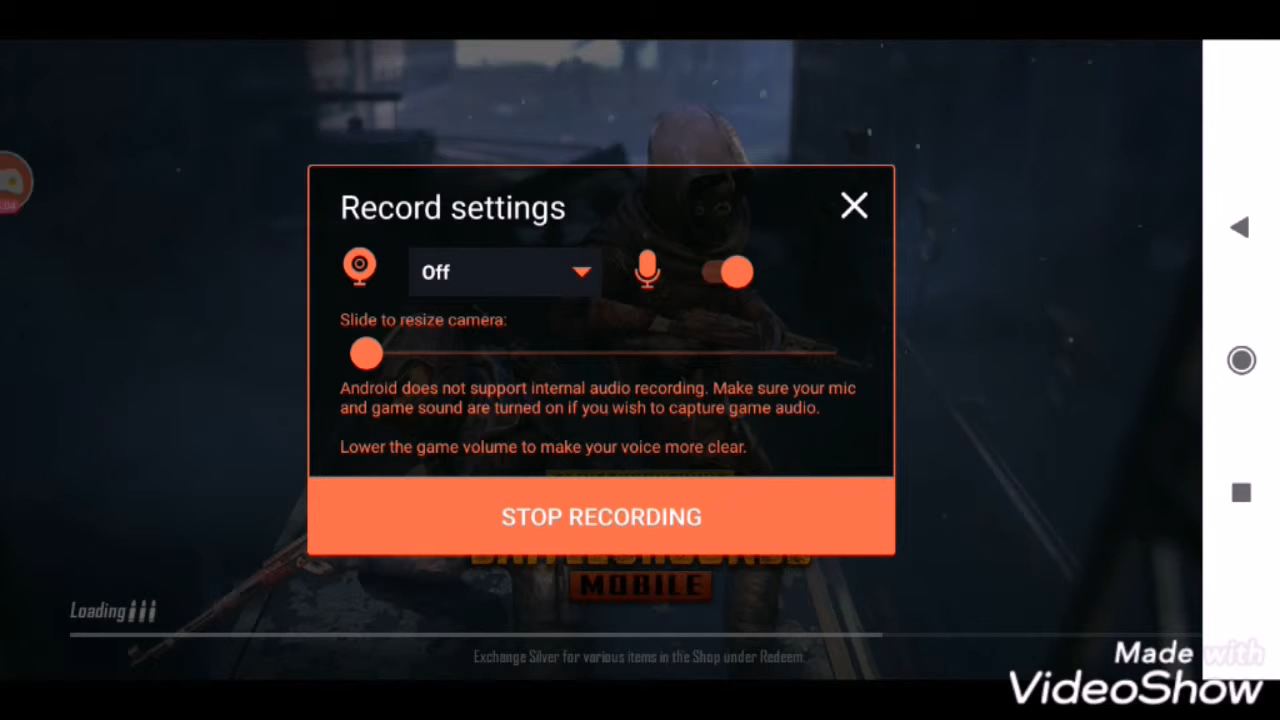 Record settings
Off
Slide to resize camera:
Android does not support internal audio recording. Make sure your mic
and game sound are turned on if you wish to capture game audio.
Lower the game volume to make your voice more clear.
STOP RECORDING
BATTLEGROUNDS
MOBILE
Loading
Exchange Silver for various items in the Shop under Redeem.
Made with
VideoShow